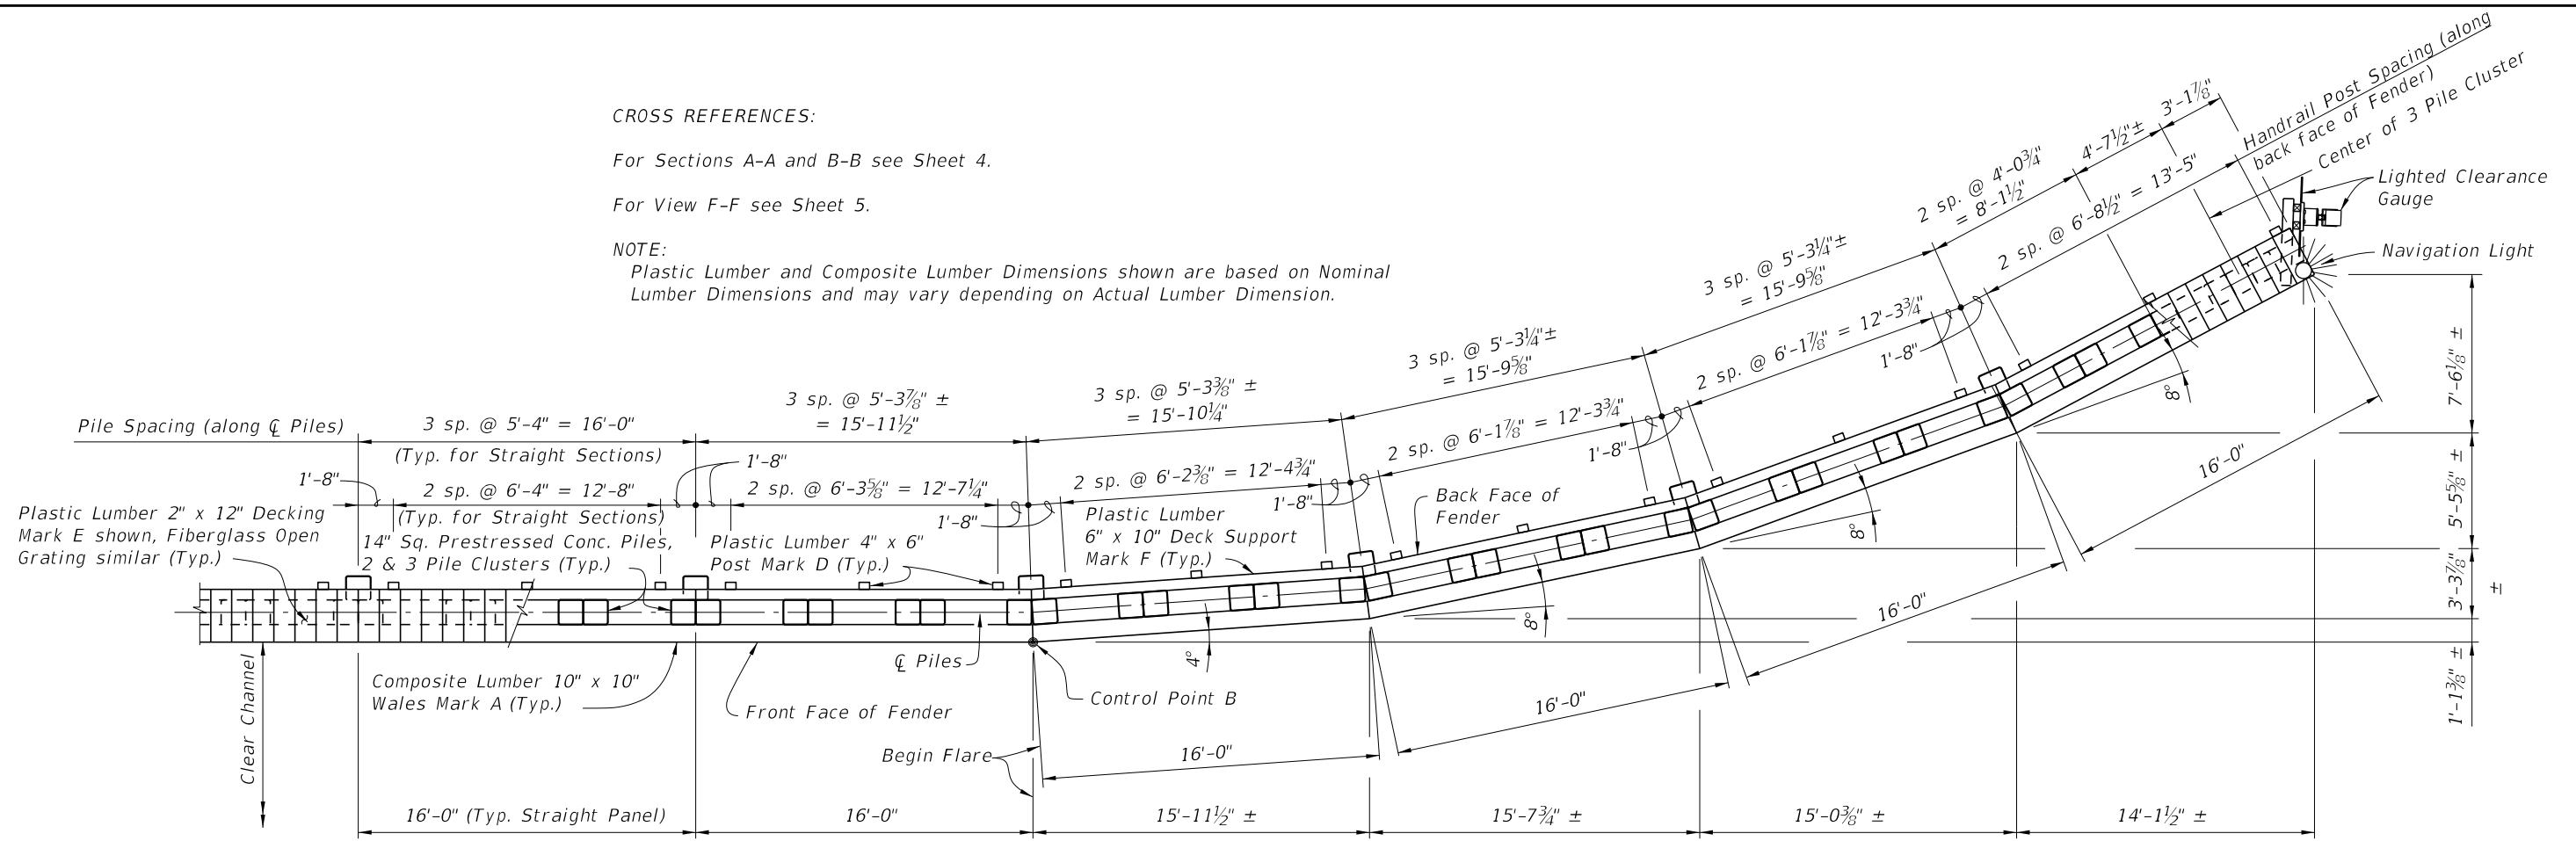 CROSS REFERENCES:
For Sections A-A and B-B see Sheet 4.
For View F-F see Sheet 5.
NOTE:
Plastic Lumber and Composite Lumber Dimensions shown are based on Nominal
Lumber Dimensions and may vary depending on Actual Lumber Dimension.
Handrail Post Spacing (along
back face of Fender)
Center of 3 Pile Cluster
Lighted Clearance
Gauge
Navigation Light
3'-1⅞"
4'-7½"±
2 sp. @ 4'-0¾"
= 8'-1½"
2 sp. @ 6'-8½" = 13'-5"
3 sp. @ 5'-3¼"±
= 15'-9⅝"
2 sp. @ 6'-1⅞" = 12'-3¾"
1'-8"
3 sp. @ 5'-3¼"±
= 15'-9⅝"
2 sp. @ 6'-1⅞" = 12'-3¾"
1'-8"
3 sp. @ 5'-3⅜" ±
= 15'-10¼"
2 sp. @ 6'-2⅜" = 12'-4¾"
1'-8"
3 sp. @ 5'-3⅞" ±
= 15'-11½"
2 sp. @ 6'-3⅝" = 12'-7¼"
1'-8"
1'-8"
Pile Spacing (along ℄ Piles)
3 sp. @ 5'-4" = 16'-0"
(Typ. for Straight Sections)
1'-8"
2 sp. @ 6'-4" = 12'-8"
(Typ. for Straight Sections)
Plastic Lumber 2" x 12" Decking
Mark E shown, Fiberglass Open
Grating similar (Typ.)
14" Sq. Prestressed Conc. Piles,
2 & 3 Pile Clusters (Typ.)
Plastic Lumber 4" x 6"
Post Mark D (Typ.)
Plastic Lumber
6" x 10" Deck Support
Mark F (Typ.)
Back Face of
Fender
℄ Piles
4°
8°
8°
8°
Composite Lumber 10" x 10"
Wales Mark A (Typ.)
Front Face of Fender
Control Point B
Begin Flare
Clear Channel
16'-0"
16'-0"
16'-0"
16'-0"
7'-6⅛" ±
5'-5⅝" ±
3'-3⅞"
±
1'-1⅜" ±
16'-0" (Typ. Straight Panel)
16'-0"
15'-11½" ±
15'-7¾" ±
15'-0⅜" ±
14'-1½" ±